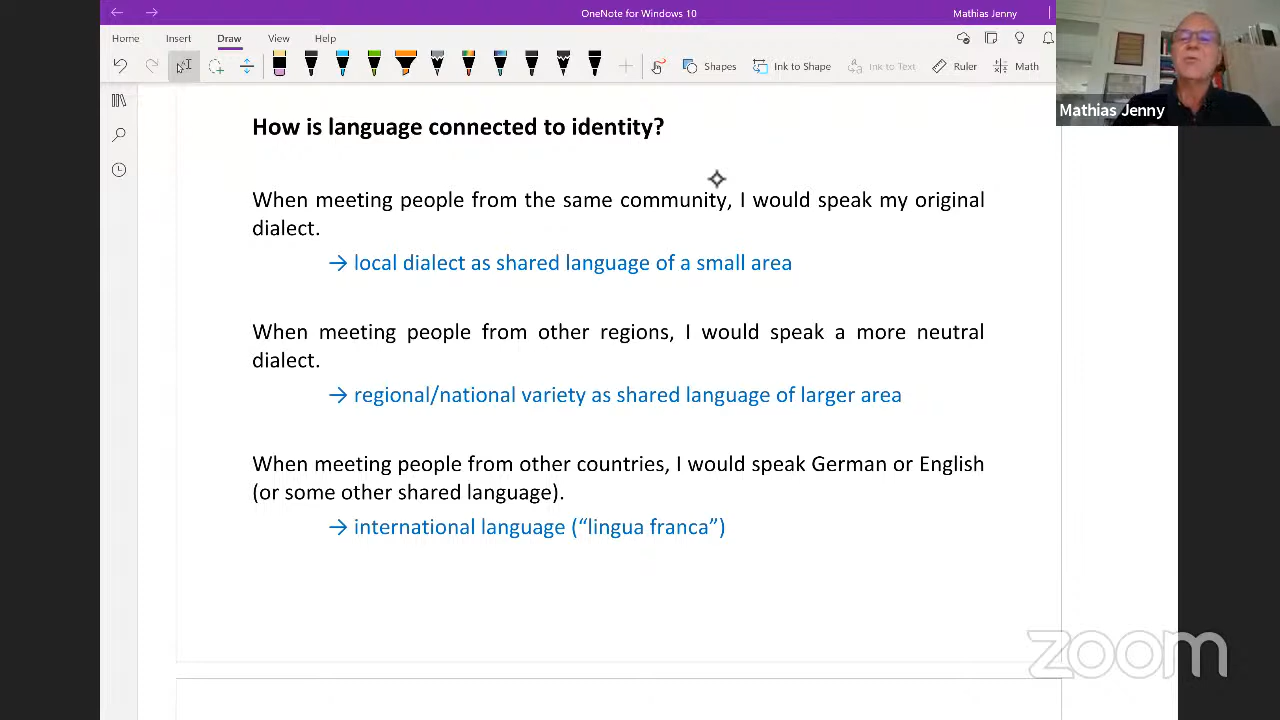 OneNote for Windows 10
Mathias Jenny
Home Insert Draw View Help
Shapes Ink to Shape Ink to Text Ruler Math
Mathias Jenny
How is language connected to identity?
When meeting people from the same community, I would speak my original
dialect.
→ local dialect as shared language of a small area
When meeting people from other regions, I would speak a more neutral
dialect.
→ regional/national variety as shared language of larger area
When meeting people from other countries, I would speak German or English
(or some other shared language).
→ international language (“lingua franca”)
zoom